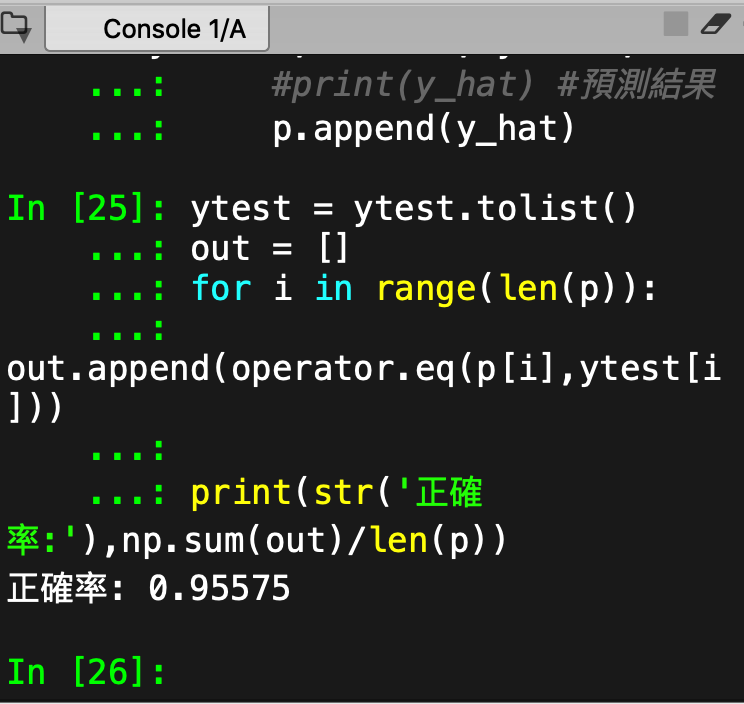 Console 1/A
...:     #print(y_hat) #預測結果
...:     p.append(y_hat)
In [25]: ytest = ytest.tolist()
...: out = []
...: for i in range(len(p)):
...:
out.append(operator.eq(p[i],ytest[i
]))
...:
...: print(str('正確
率:'),np.sum(out)/len(p))
正確率: 0.95575
In [26]: